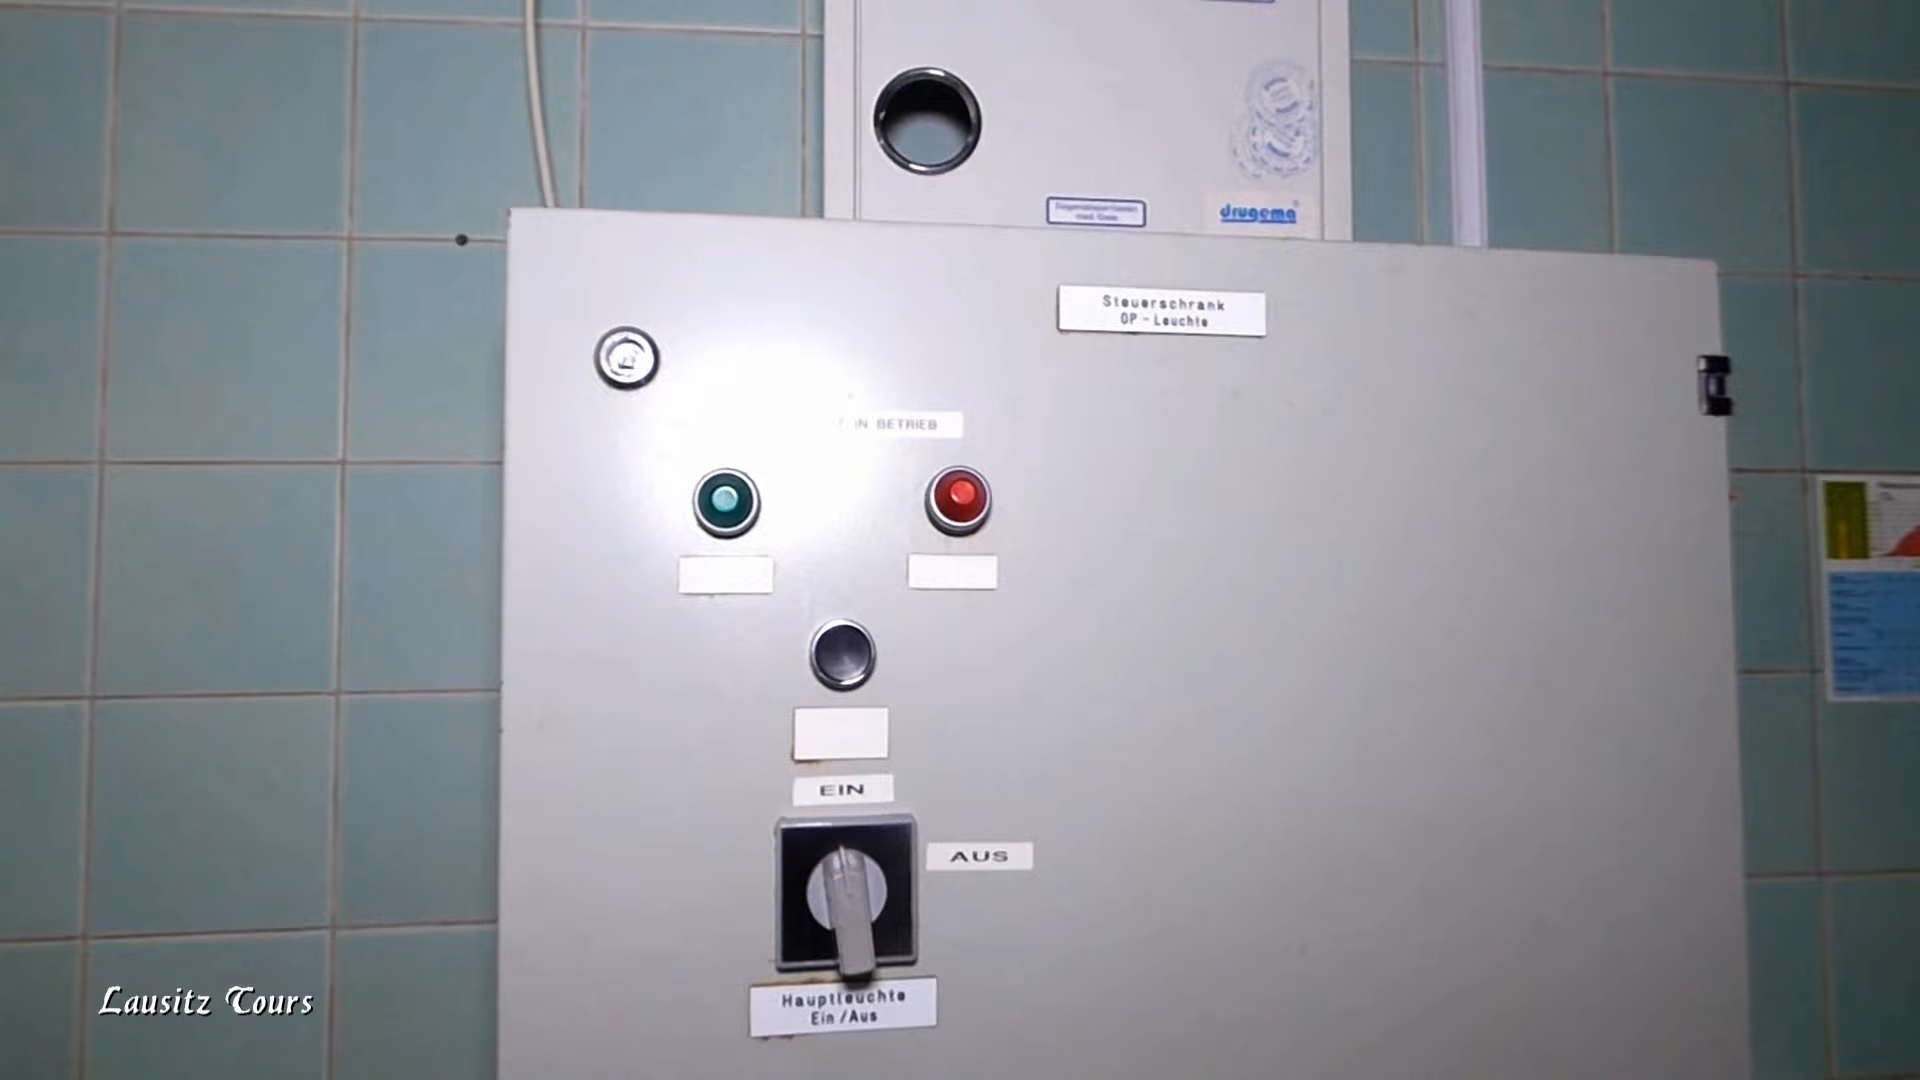 drugema
Steuerschrank
OP - Leuchte
IN BETRIEB
EIN
AUS
Hauptleuchte
Ein / Aus
Lausitz Tours